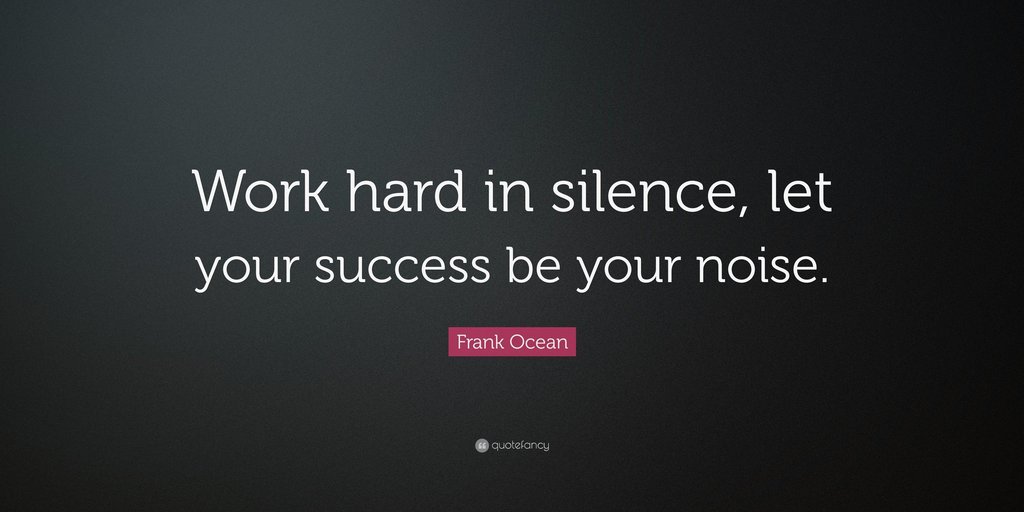 Work hard in silence, let
your success be your noise.
Frank Ocean
quotefancy